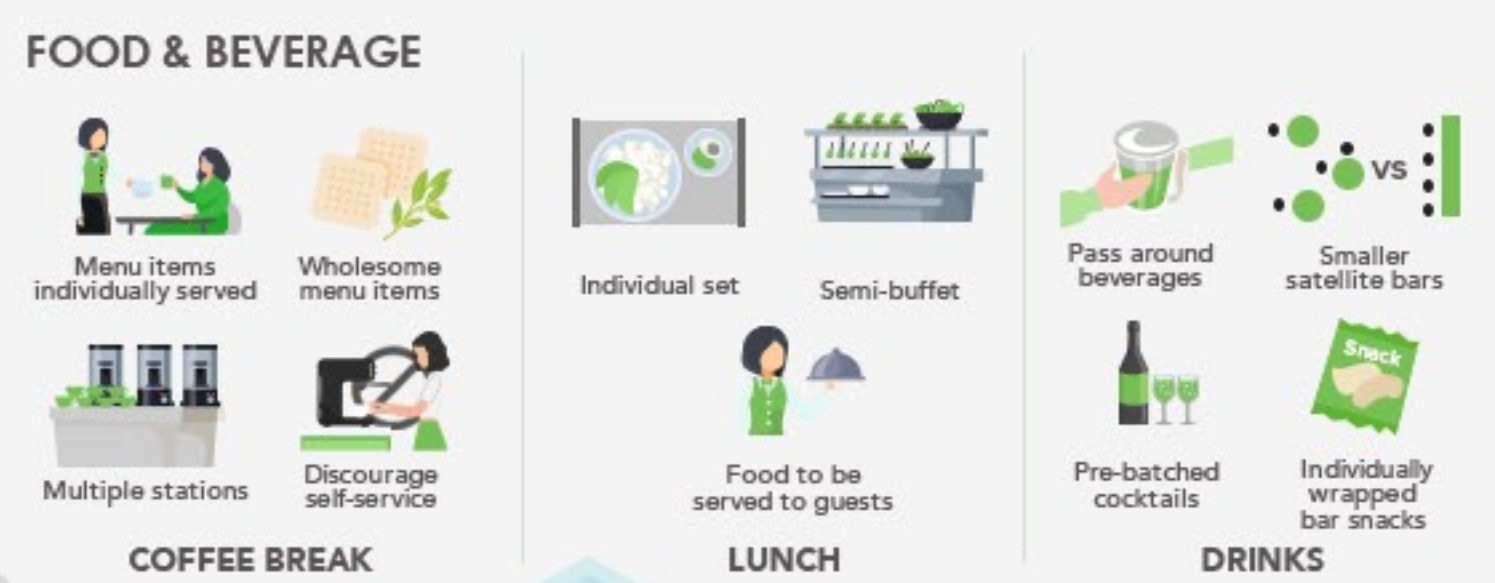 FOOD & BEVERAGE
Menu items
individually served
Wholesome
menu items
Multiple stations
Discourage
self-service
COFFEE BREAK
Individual set
Semi-buffet
Food to be
served to guests
LUNCH
Pass around
beverages
VS
Smaller
satellite bars
Pre-batched
cocktails
Snack
Individually
wrapped
bar snacks
DRINKS